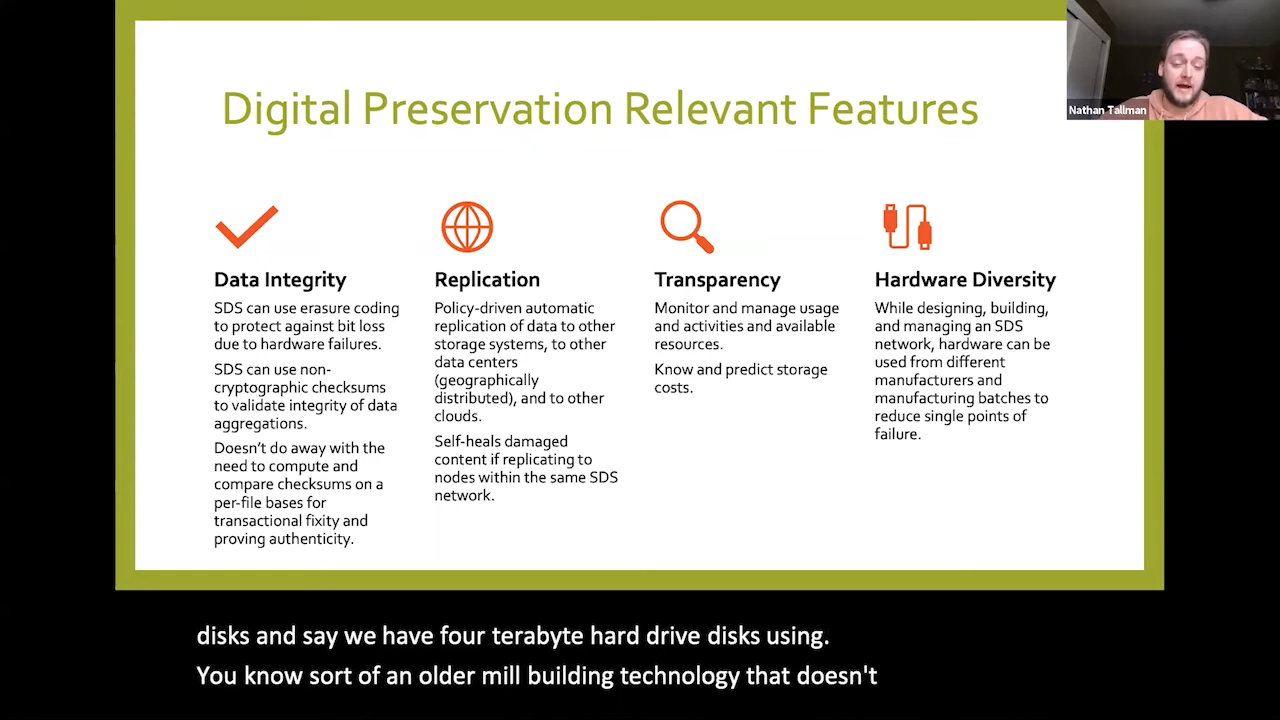 Digital Preservation Relevant Features
Nathan Tallman
Data Integrity
SDS can use erasure coding
to protect against bit loss
due to hardware failures.
SDS can use non-
cryptographic checksums
to validate integrity of data
aggregations.
Doesn't do away with the
need to compute and
compare checksums on a
per-file bases for
transactional fixity and
proving authenticity.
Replication
Policy-driven automatic
replication of data to other
storage systems, to other
data centers
(geographically
distributed), and to other
clouds.
Self-heals damaged
content if replicating to
nodes within the same SDS
network.
Transparency
Monitor and manage usage
and activities and available
resources.
Know and predict storage
costs.
Hardware Diversity
While designing, building,
and managing an SDS
network, hardware can be
used from different
manufacturers and
manufacturing batches to
reduce single points of
failure.
disks and say we have four terabyte hard drive disks using.
You know sort of an older mill building technology that doesn't